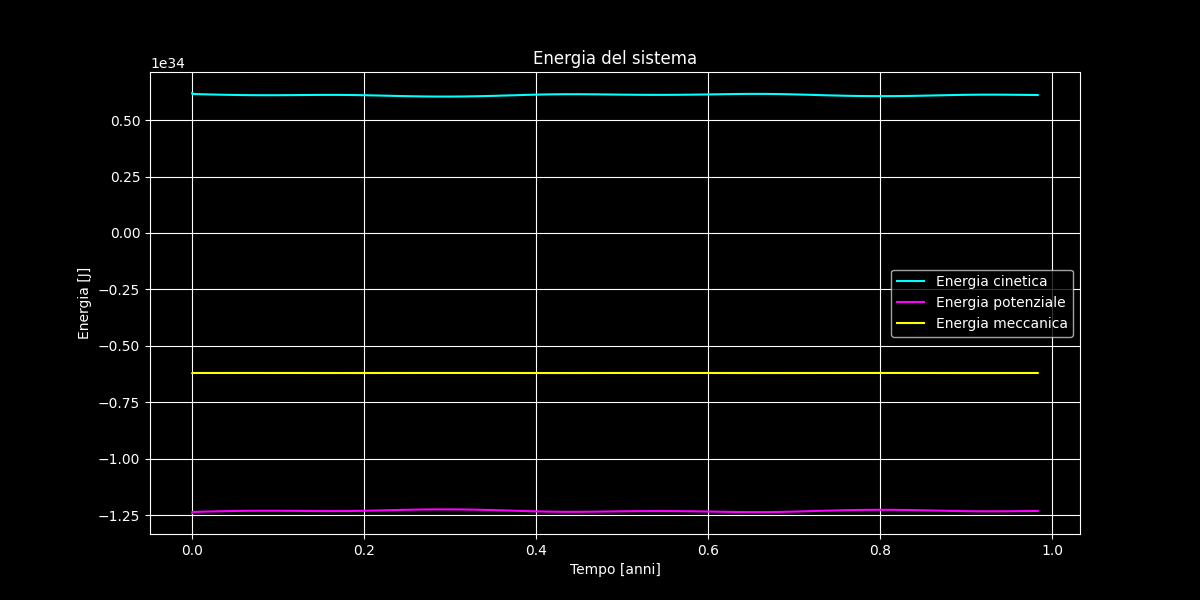 Energia del sistema
1e34
0.50
0.25
0.00
−0.25
−0.50
−0.75
−1.00
−1.25
Energia [J]
Energia cinetica
Energia potenziale
Energia meccanica
0.0 0.2 0.4 0.6 0.8 1.0
Tempo [anni]